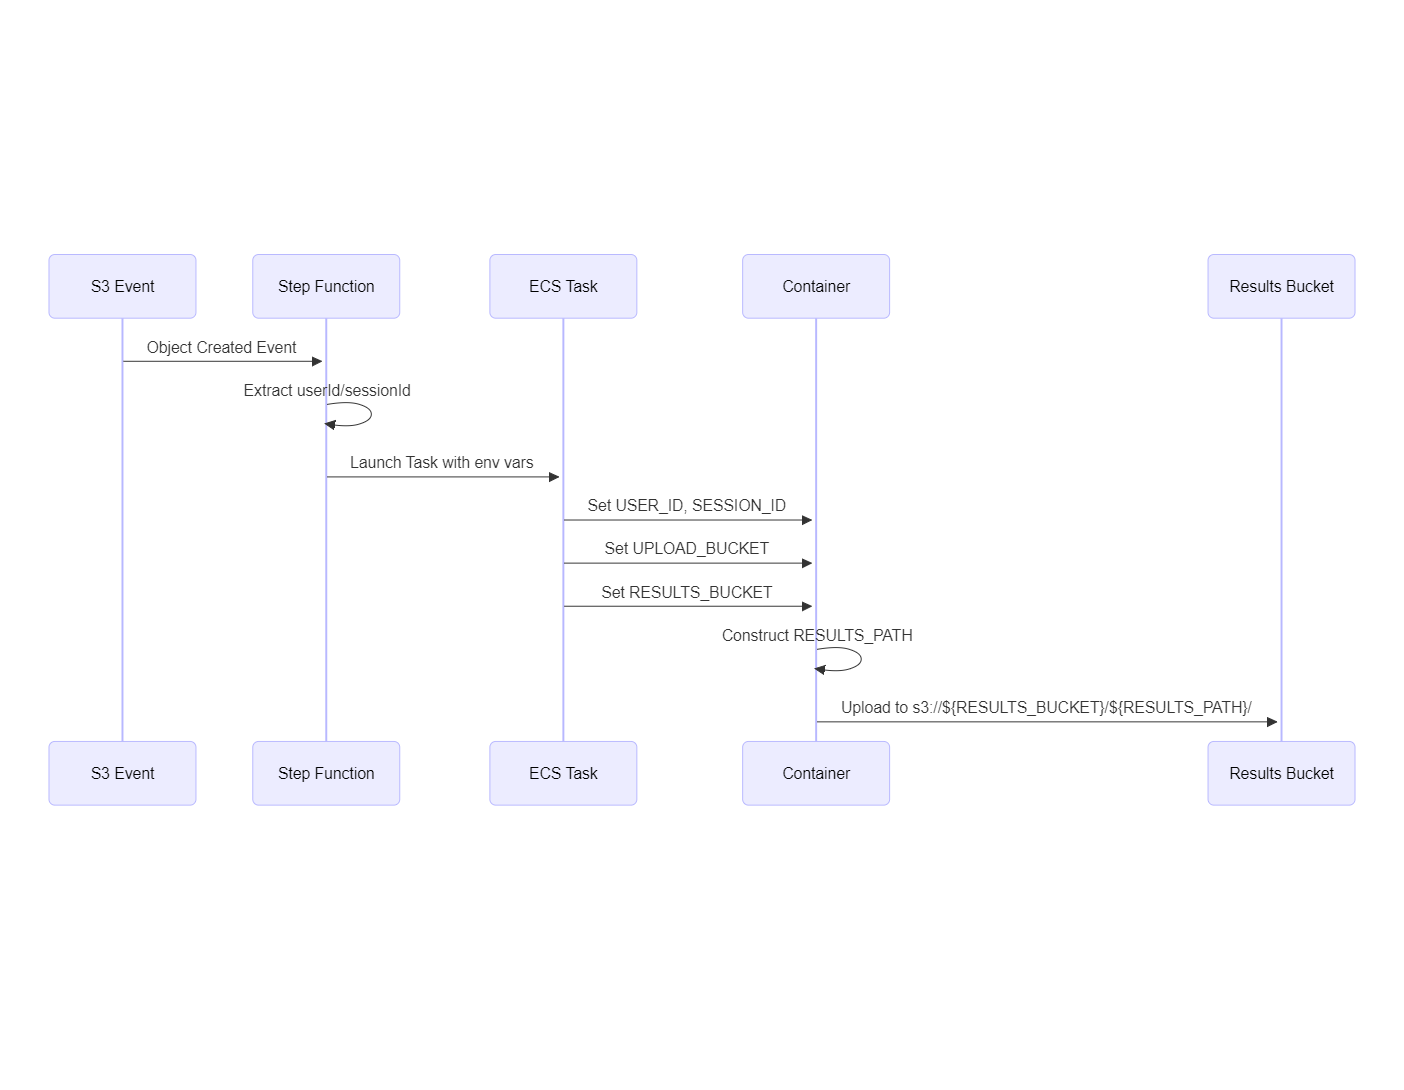 S3 Event
Step Function
ECS Task
Container
Results Bucket
Object Created Event
Extract userId/sessionId
Launch Task with env vars
Set USER_ID, SESSION_ID
Set UPLOAD_BUCKET
Set RESULTS_BUCKET
Construct RESULTS_PATH
Upload to s3://${RESULTS_BUCKET}/${RESULTS_PATH}/
S3 Event
Step Function
ECS Task
Container
Results Bucket